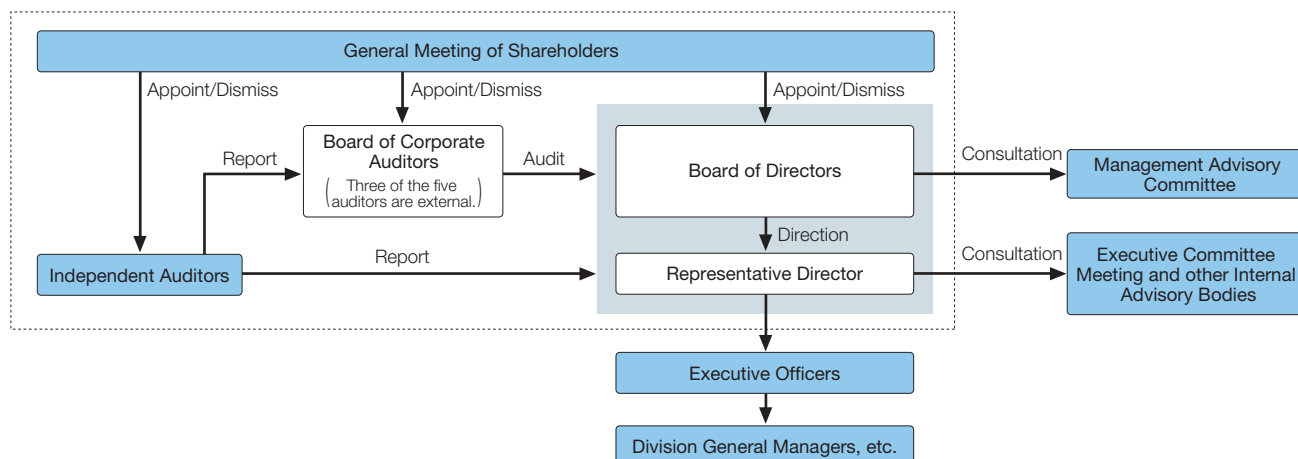 General Meeting of Shareholders
Appoint/Dismiss
Appoint/Dismiss
Appoint/Dismiss
Board of Corporate
Auditors
(Three of the five
auditors are external.)
Report
Audit
Board of Directors
Consultation
Management Advisory
Committee
Direction
Independent Auditors
Report
Representative Director
Consultation
Executive Committee
Meeting and other Internal
Advisory Bodies
Executive Officers
Division General Managers, etc.